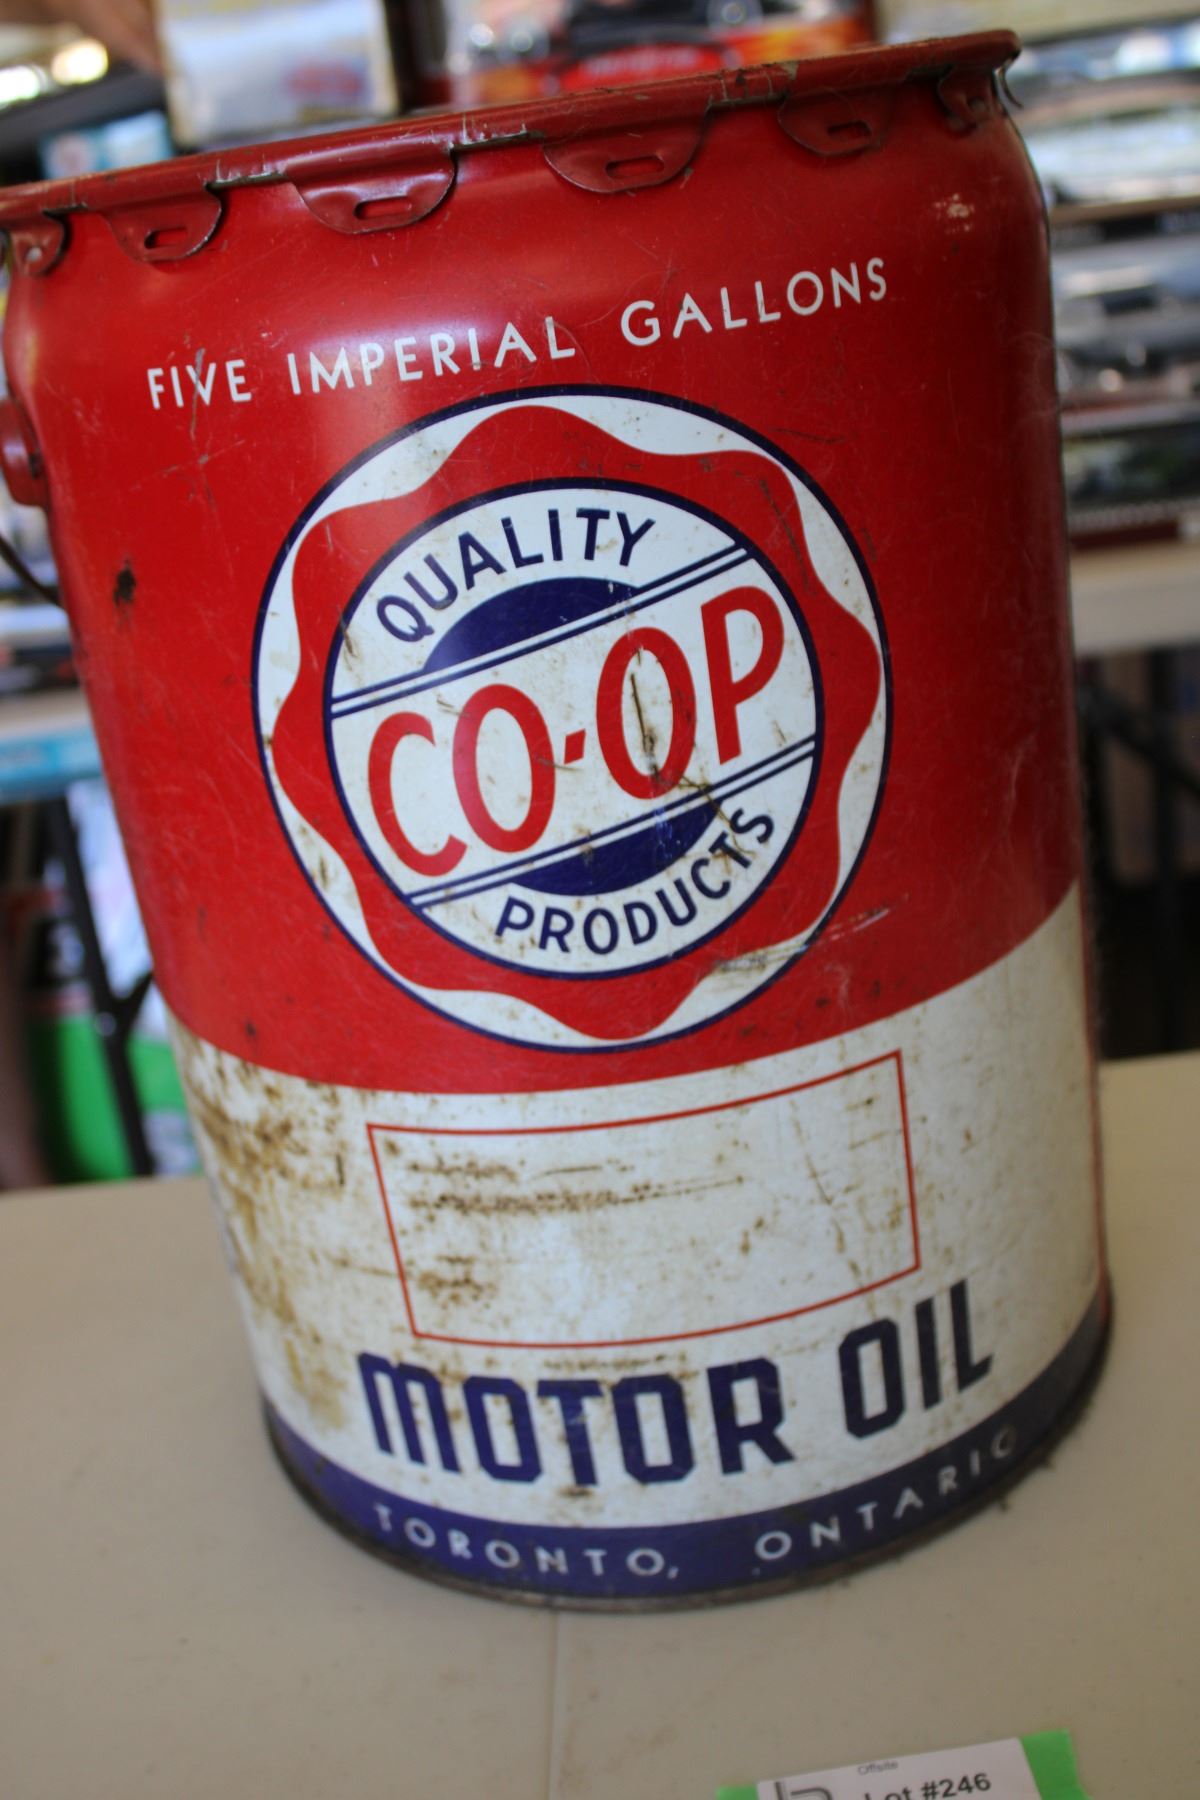 FIVE IMPERIAL GALLONS
QUALITY
CO-OP
PRODUCTS
MOTOR OIL
TORONTO, ONTARIO
Offsite
Lot #246